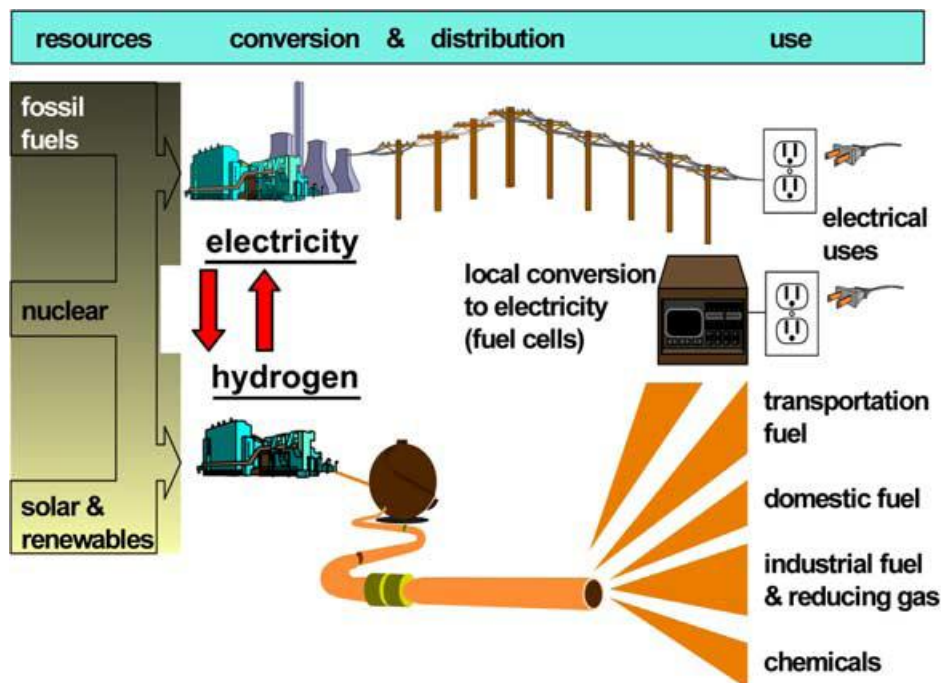 resources conversion & distribution use
fossil
fuels
electricity
electrical
uses
local conversion
to electricity
(fuel cells)
nuclear
hydrogen
transportation
fuel
domestic fuel
solar &
renewables
industrial fuel
& reducing gas
chemicals